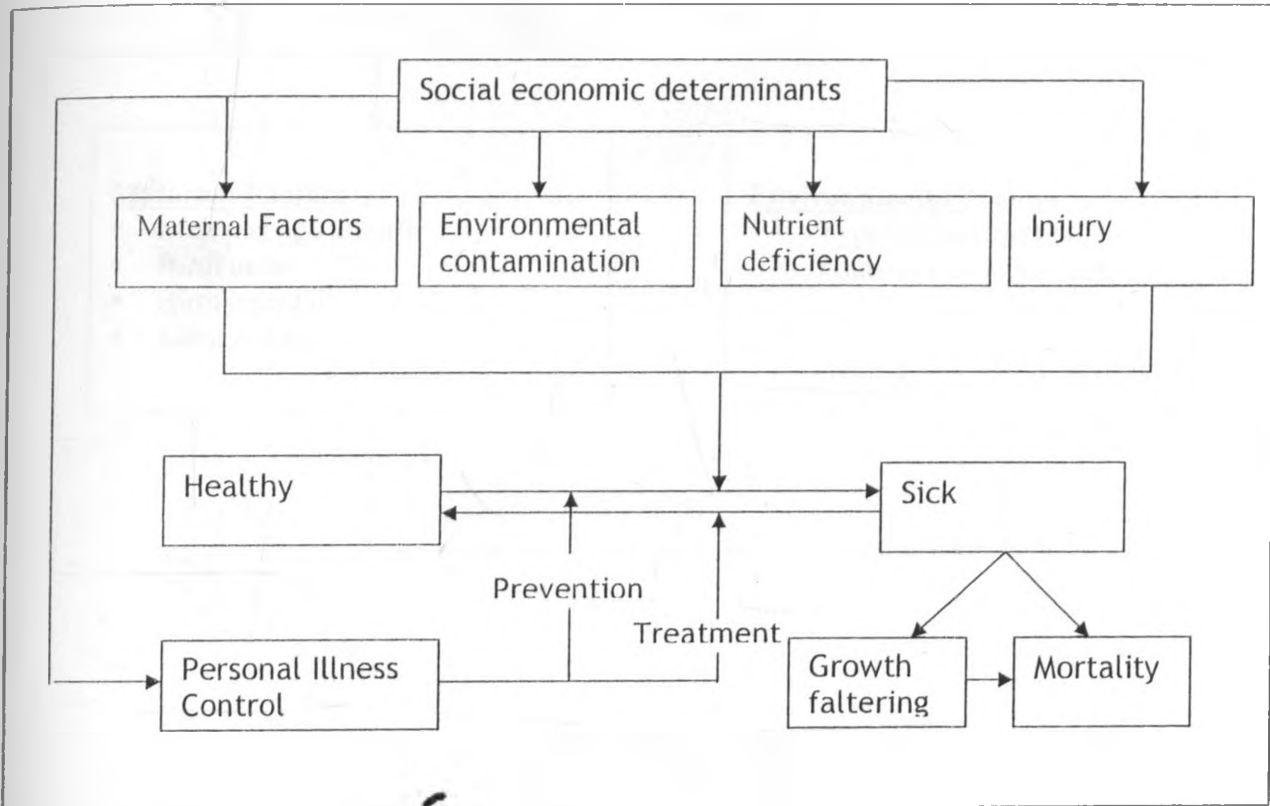 Social economic determinants
Maternal Factors
Environmental
contamination
Nutrient
deficiency
Injury
Healthy
Sick
Prevention
Treatment
Personal Illness
Control
Growth
faltering
Mortality